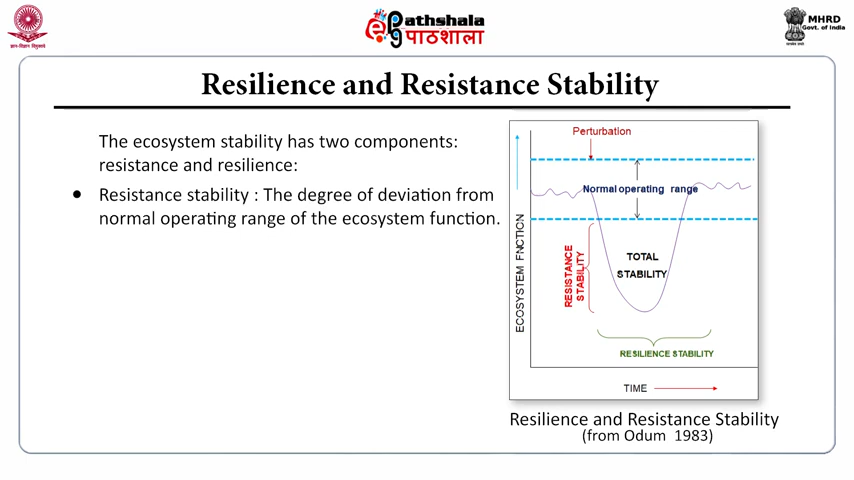 ज्ञान-विज्ञान विमुक्तये
e Pathshala
पाठशाला
MHRD
Govt. of India
Resilience and Resistance Stability
The ecosystem stability has two components:
resistance and resilience:
● Resistance stability : The degree of deviation from
normal operating range of the ecosystem function.
Perturbation
Normal operating range
ECOSYSTEM FNCTION
RESISTANCE
STABILITY
TOTAL
STABILITY
RESILIENCE STABILITY
TIME
Resilience and Resistance Stability
(from Odum 1983)